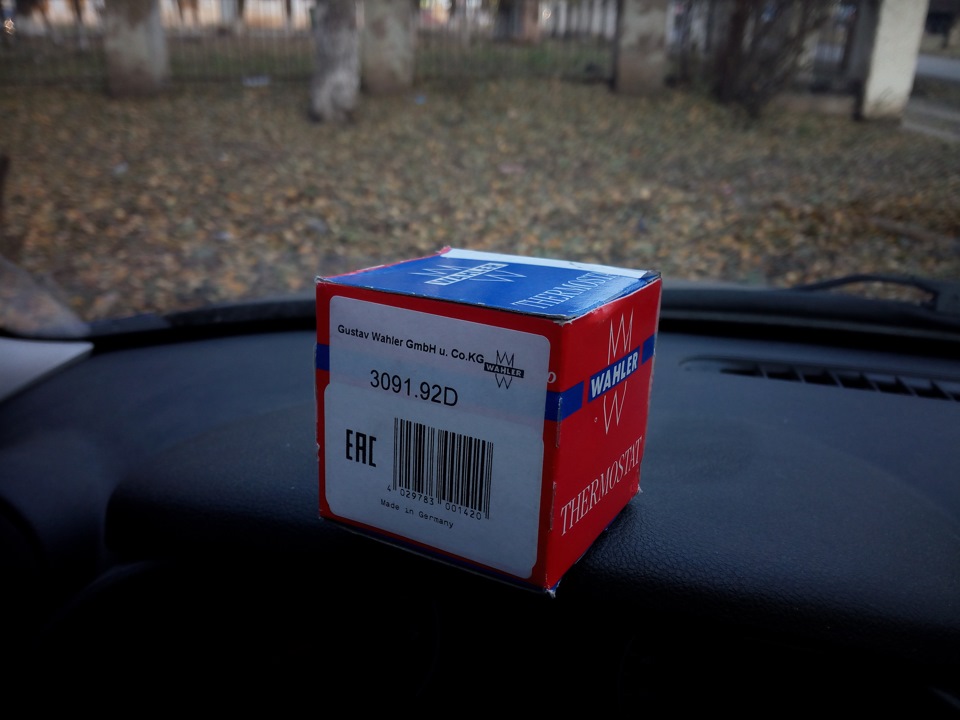 WAHLER
THERMOSTAT
Gustav Wahler GmbH u. Co.KG
WAHLER
3091.92D
EAC
4 029783 001420
Made in Germany
WAHLER
THERMOSTAT